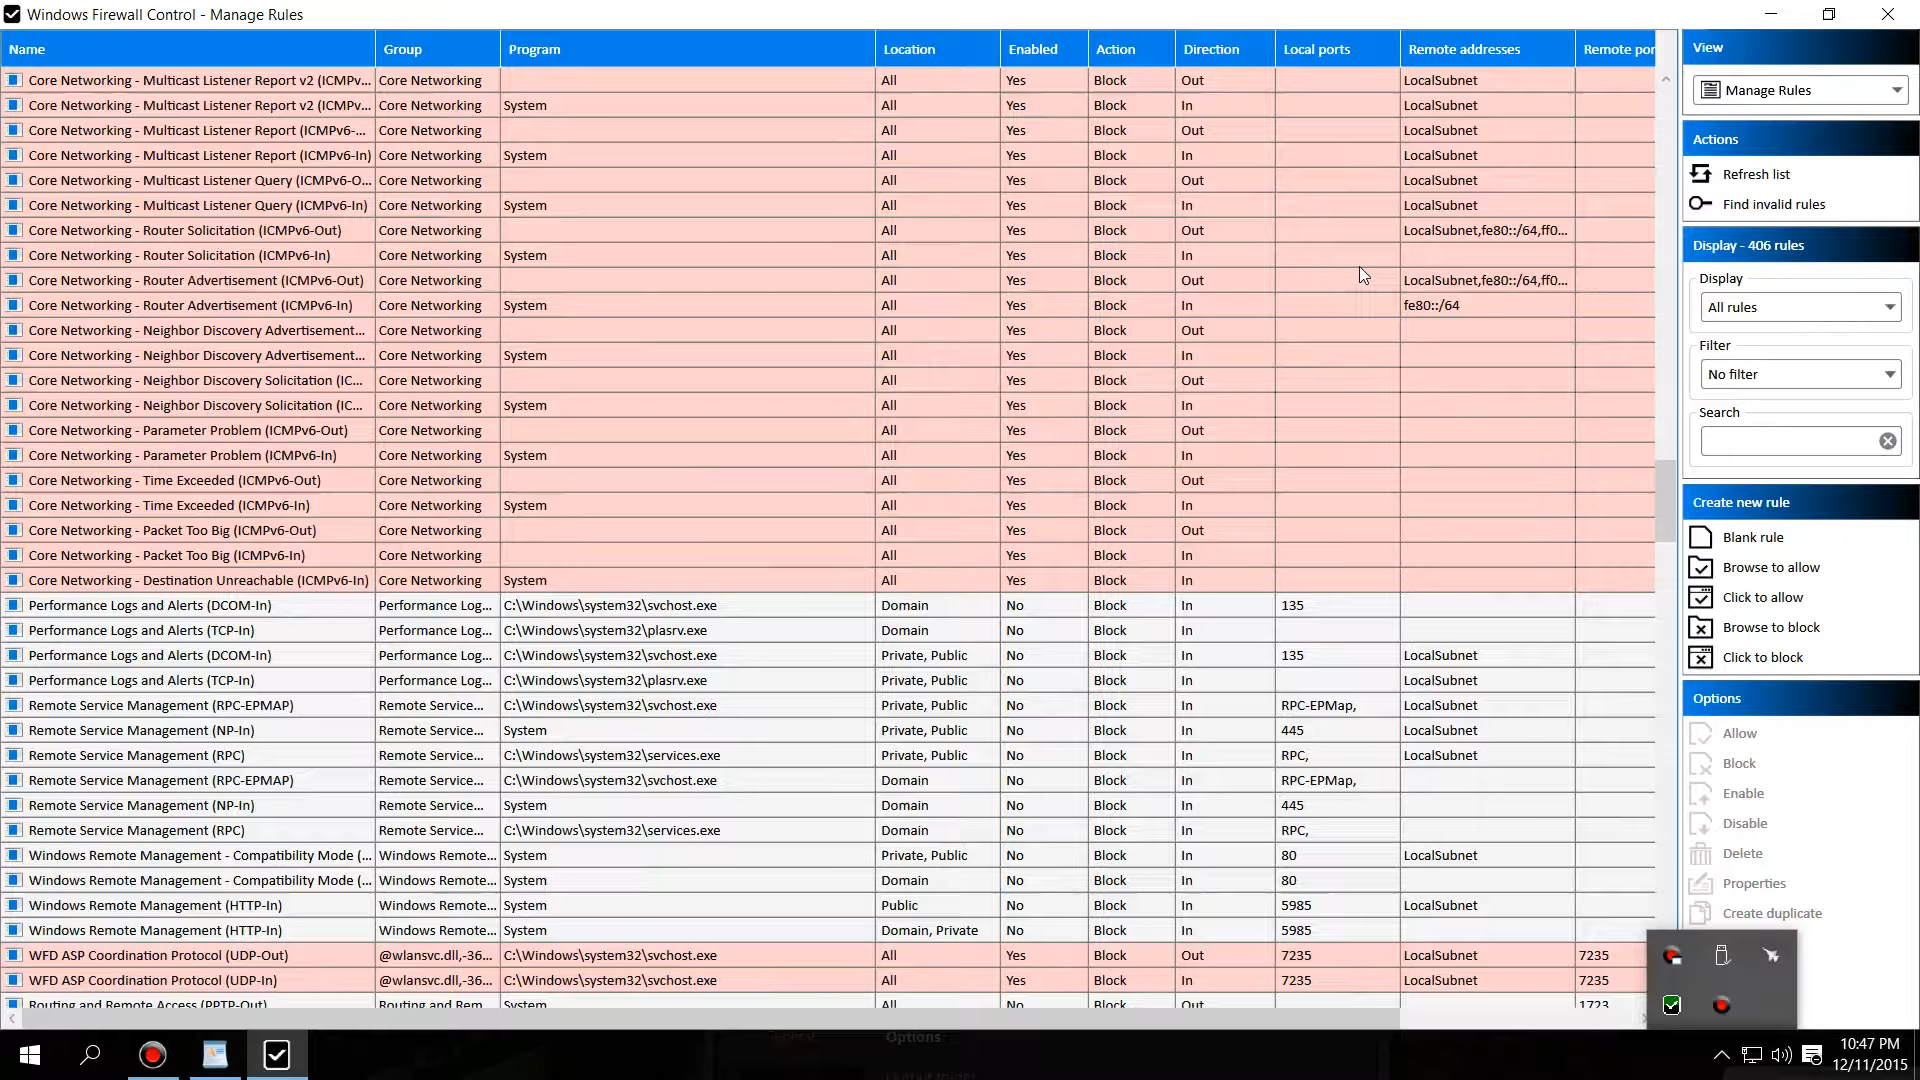 Windows Firewall Control - Manage Rules
Name Group Program Location Enabled Action Direction Local ports Remote addresses Remote por
Core Networking - Multicast Listener Report v2 (ICMPv... Core Networking All Yes Block Out LocalSubnet
Core Networking - Multicast Listener Report v2 (ICMPv... Core Networking System All Yes Block In LocalSubnet
Core Networking - Multicast Listener Report (ICMPv6-... Core Networking All Yes Block Out LocalSubnet
Core Networking - Multicast Listener Report (ICMPv6-In) Core Networking System All Yes Block In LocalSubnet
Core Networking - Multicast Listener Query (ICMPv6-O... Core Networking All Yes Block Out LocalSubnet
Core Networking - Multicast Listener Query (ICMPv6-In) Core Networking System All Yes Block In LocalSubnet
Core Networking - Router Solicitation (ICMPv6-Out) Core Networking All Yes Block Out LocalSubnet,fe80::/64,ff0...
Core Networking - Router Solicitation (ICMPv6-In) Core Networking System All Yes Block In
Core Networking - Router Advertisement (ICMPv6-Out) Core Networking All Yes Block Out LocalSubnet,fe80::/64,ff0...
Core Networking - Router Advertisement (ICMPv6-In) Core Networking System All Yes Block In fe80::/64
Core Networking - Neighbor Discovery Advertisement... Core Networking All Yes Block Out
Core Networking - Neighbor Discovery Advertisement... Core Networking System All Yes Block In
Core Networking - Neighbor Discovery Solicitation (IC... Core Networking All Yes Block Out
Core Networking - Neighbor Discovery Solicitation (IC... Core Networking System All Yes Block In
Core Networking - Parameter Problem (ICMPv6-Out) Core Networking All Yes Block Out
Core Networking - Parameter Problem (ICMPv6-In) Core Networking System All Yes Block In
Core Networking - Time Exceeded (ICMPv6-Out) Core Networking All Yes Block Out
Core Networking - Time Exceeded (ICMPv6-In) Core Networking System All Yes Block In
Core Networking - Packet Too Big (ICMPv6-Out) Core Networking All Yes Block Out
Core Networking - Packet Too Big (ICMPv6-In) Core Networking All Yes Block In
Core Networking - Destination Unreachable (ICMPv6-In) Core Networking System All Yes Block In
Performance Logs and Alerts (DCOM-In) Performance Log... C:\Windows\system32\svchost.exe Domain No Block In 135
Performance Logs and Alerts (TCP-In) Performance Log... C:\Windows\system32\plasrv.exe Domain No Block In
Performance Logs and Alerts (DCOM-In) Performance Log... C:\Windows\system32\svchost.exe Private, Public No Block In 135 LocalSubnet
Performance Logs and Alerts (TCP-In) Performance Log... C:\Windows\system32\plasrv.exe Private, Public No Block In LocalSubnet
Remote Service Management (RPC-EPMAP) Remote Service... C:\Windows\system32\svchost.exe Private, Public No Block In RPC-EPMap, LocalSubnet
Remote Service Management (NP-In) Remote Service... System Private, Public No Block In 445 LocalSubnet
Remote Service Management (RPC) Remote Service... C:\Windows\system32\services.exe Private, Public No Block In RPC, LocalSubnet
Remote Service Management (RPC-EPMAP) Remote Service... C:\Windows\system32\svchost.exe Domain No Block In RPC-EPMap,
Remote Service Management (NP-In) Remote Service... System Domain No Block In 445
Remote Service Management (RPC) Remote Service... C:\Windows\system32\services.exe Domain No Block In RPC,
Windows Remote Management - Compatibility Mode (... Windows Remote... System Private, Public No Block In 80 LocalSubnet
Windows Remote Management - Compatibility Mode (... Windows Remote... System Domain No Block In 80
Windows Remote Management (HTTP-In) Windows Remote... System Public No Block In 5985 LocalSubnet
Windows Remote Management (HTTP-In) Windows Remote... System Domain, Private No Block In 5985
WFD ASP Coordination Protocol (UDP-Out) @wlansvc.dll,-36... C:\Windows\system32\svchost.exe All Yes Block Out 7235 LocalSubnet 7235
WFD ASP Coordination Protocol (UDP-In) @wlansvc.dll,-36... C:\Windows\system32\svchost.exe All Yes Block In 7235 LocalSubnet 7235
Routing and Remote Access (PPTP-Out) Routing and Rem... System All No Block Out 1723
View
Manage Rules
Actions
Refresh list
Find invalid rules
Display - 406 rules
Display
All rules
Filter
No filter
Search
Create new rule
Blank rule
Browse to allow
Click to allow
Browse to block
Click to block
Options
Allow
Block
Enable
Disable
Delete
Properties
Create duplicate
General Options
10:47 PM
12/11/2015